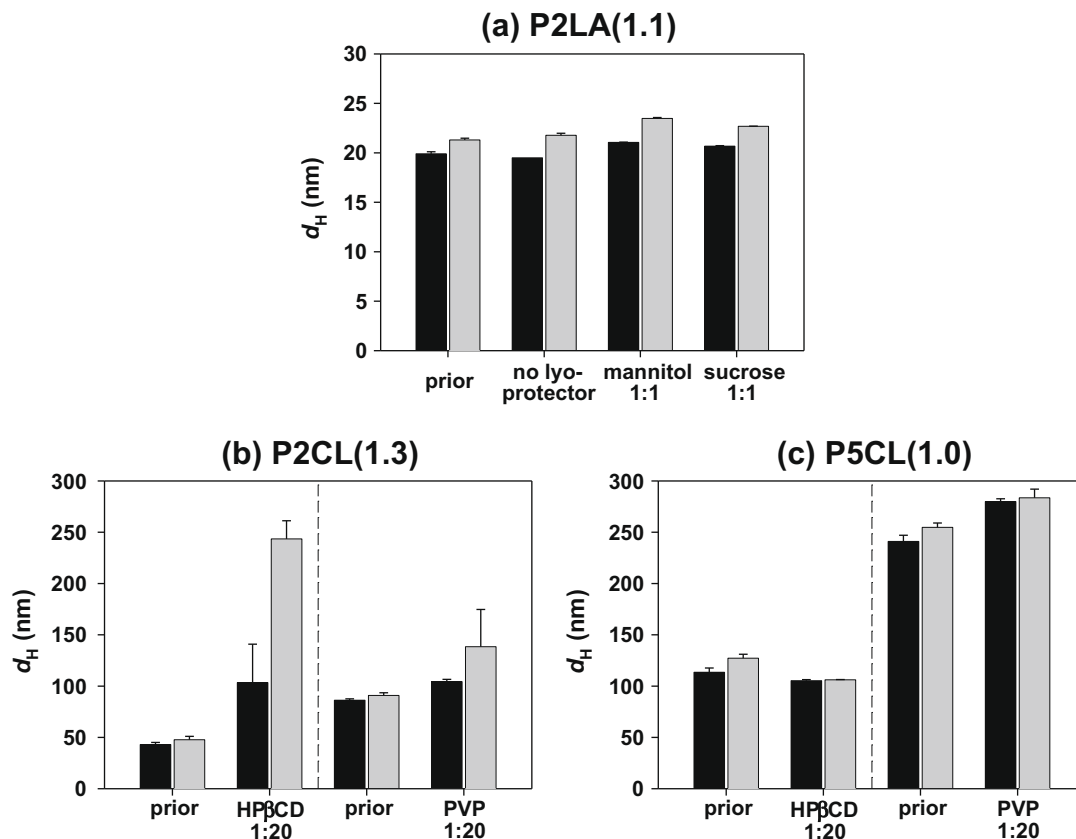 (a) P2LA(1.1)
30
25
20
15
10
5
0
d_H (nm)
prior
no lyo-
protector
mannitol
1:1
sucrose
1:1
(b) P2CL(1.3)
300
250
200
150
100
50
0
d_H (nm)
prior
HPβCD
1:20
prior
PVP
1:20
(c) P5CL(1.0)
300
250
200
150
100
50
0
d_H (nm)
prior
HPβCD
1:20
prior
PVP
1:20